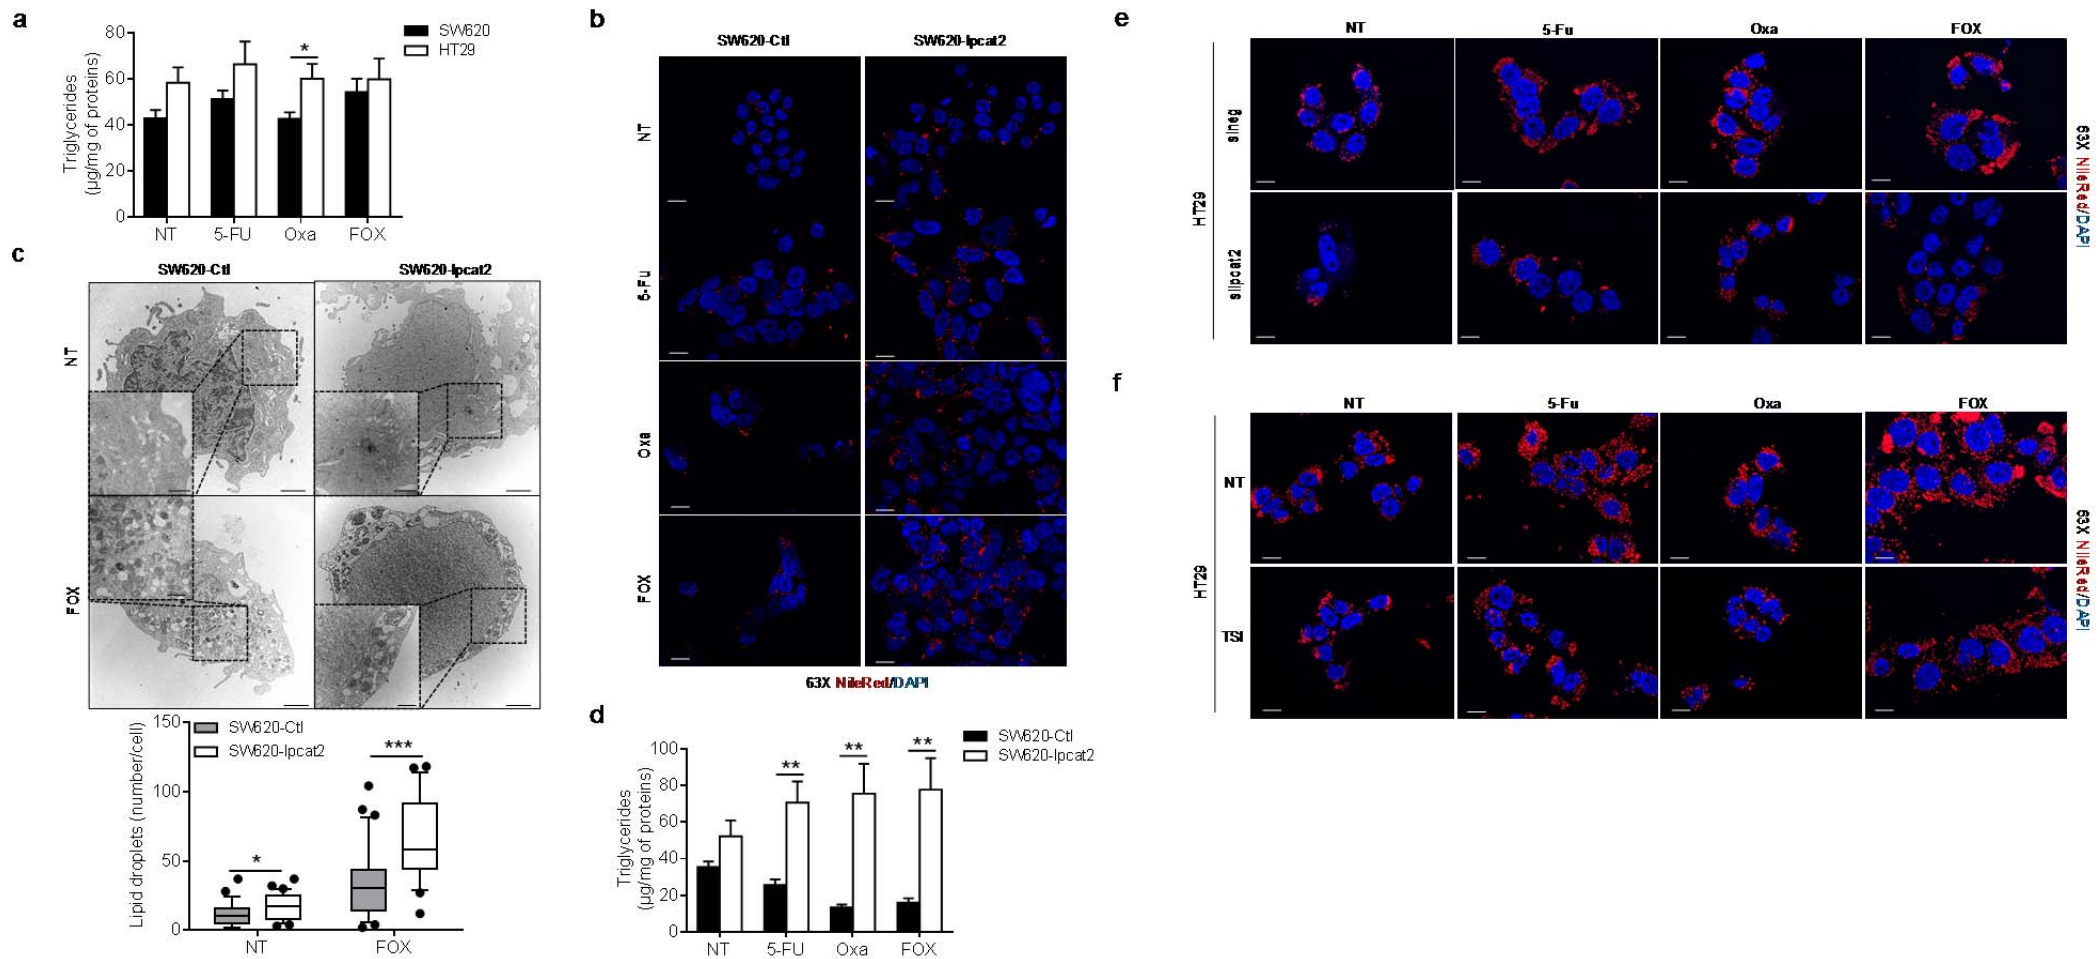 a
80
60
40
20
0
Triglycerides
(µg/mg of proteins)
SW620
HT29
*
NT 5-FU Oxa FOX
b
SW620-Ctl SW620-lpcat2
NT
5-Fu
Oxa
FOX
63X NileRed/DAPI
c
SW620-Ctl SW620-lpcat2
NT
FOX
150
100
50
0
Lipid droplets (number/cell)
SW620-Ctl
SW620-lpcat2
*
***
NT FOX
d
100
80
60
40
20
0
Triglycerides
(µg/mg of proteins)
SW620-Ctl
SW620-lpcat2
**
**
**
NT 5-FU Oxa FOX
e
NT 5-Fu Oxa FOX
HT29
sineg
silpcat2
63X NileRed/DAPI
f
NT 5-Fu Oxa FOX
HT29
NT
TSI
63X NileRed/DAPI